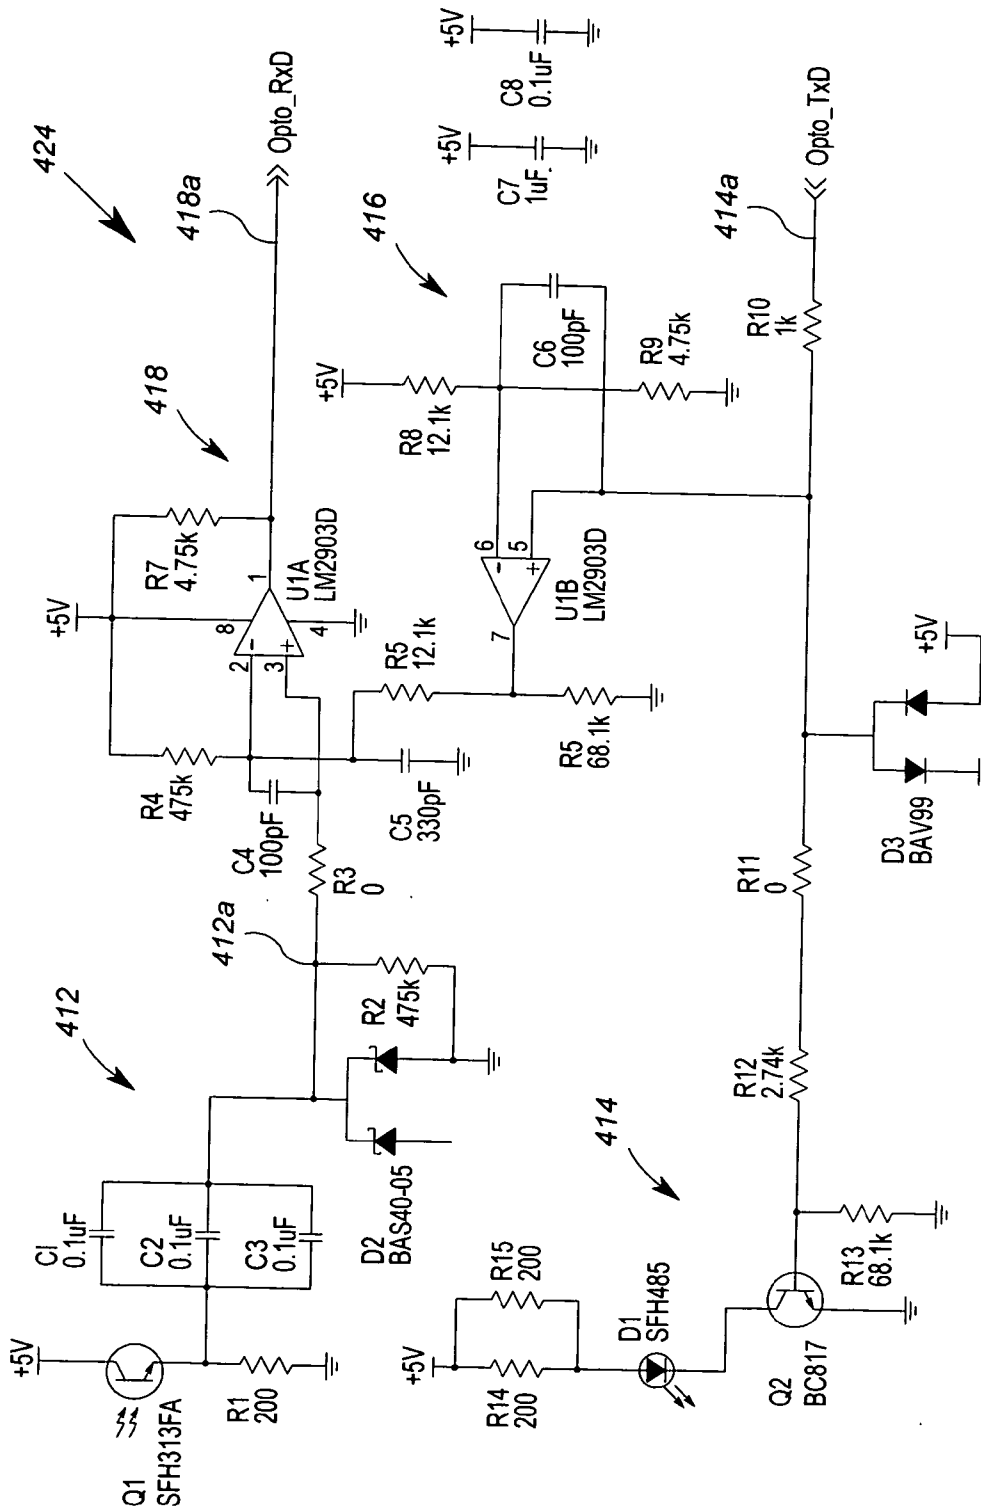 424
412
412a
418
418a
Opto_RxD
+5V
Q1
SFH313FA
R1
200
C1
0.1uF
C2
0.1uF
C3
0.1uF
D2
BAS40-05
R2
475k
R3
0
C4
100pF
R4
475k
+5V
R7
4.75k
2
3
8
4
1
-
+
U1A
LM2903D
C5
330pF
R5
12.1k
R5
68.1k
7
6
5
-
+
U1B
LM2903D
416
+5V
R8
12.1k
C6
100pF
R9
4.75k
+5V
C7
1uF
+5V
C8
0.1uF
414
+5V
R14
200
R15
200
D1
SFH485
Q2
BC817
R13
68.1k
R12
2.74k
R11
0
D3
BAV99
+5V
R10
1k
414a
Opto_TxD